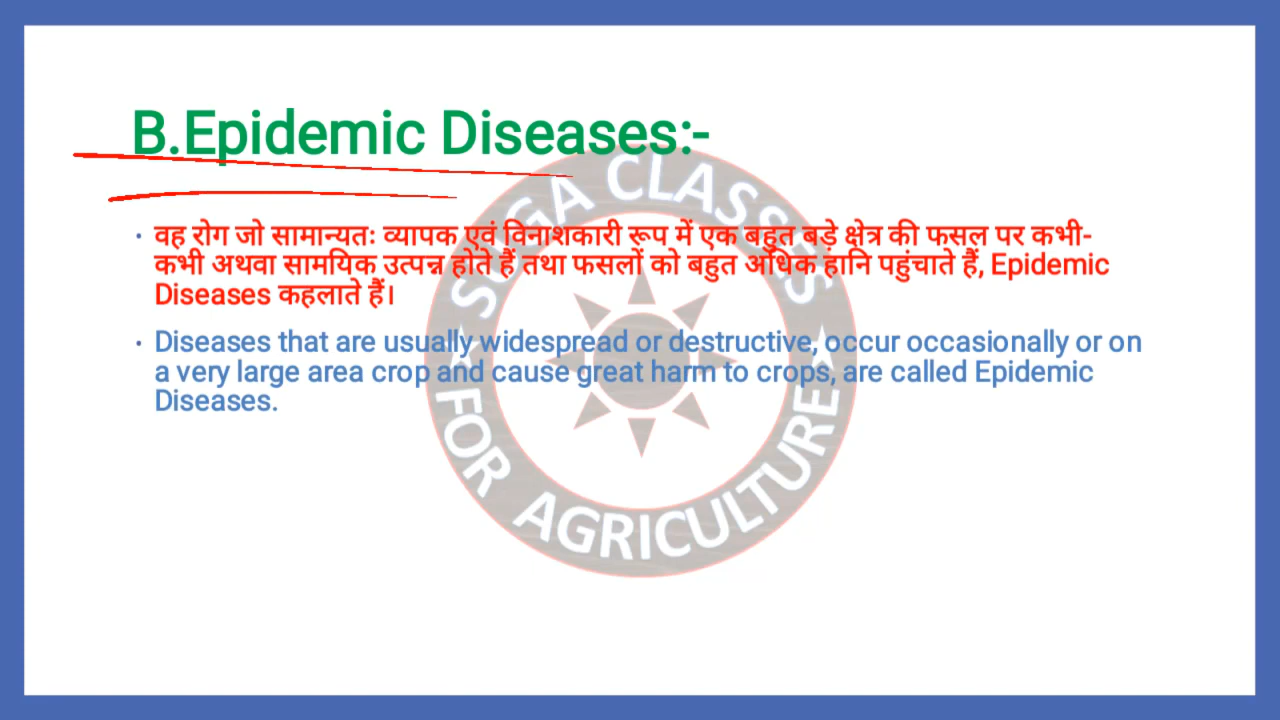 B.Epidemic Diseases:-
• वह रोग जो सामान्यतः व्यापक एवं विनाशकारी रूप में एक बहुत बड़े क्षेत्र की फसल पर कभी-
कभी अथवा सामयिक उत्पन्न होते हैं तथा फसलों को बहुत अधिक हानि पहुंचाते हैं, Epidemic
Diseases कहलाते हैं।
• Diseases that are usually widespread or destructive, occur occasionally or on
a very large area crop and cause great harm to crops, are called Epidemic
Diseases.
SUGA CLASSES
FOR AGRICULTURE